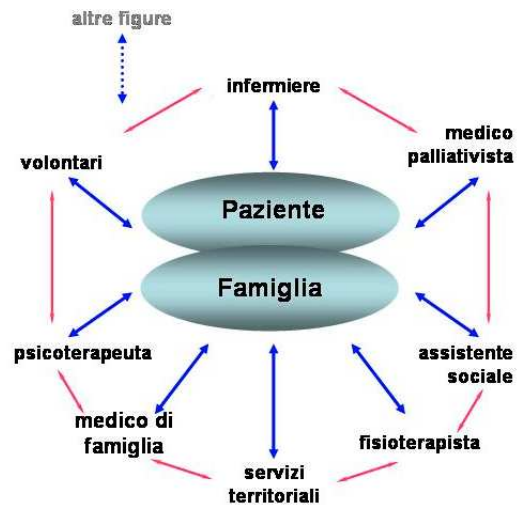 altre figure
infermiere
medico
palliativista
volontari
Paziente
Famiglia
psicoterapeuta
assistente
sociale
medico di
famiglia
fisioterapista
servizi
territoriali